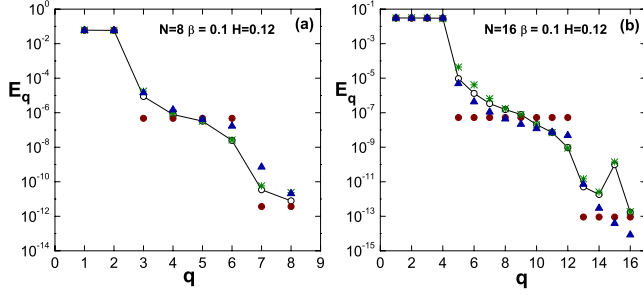 10⁰
10⁻²
10⁻⁴
10⁻⁶
10⁻⁸
10⁻¹⁰
10⁻¹²
10⁻¹⁴
E_q
N=8 β = 0.1 H=0.12
(a)
0 1 2 3 4 5 6 7 8 9
q
10⁻¹
10⁻³
10⁻⁵
10⁻⁷
10⁻⁹
10⁻¹¹
10⁻¹³
10⁻¹⁵
E_q
N=16 β = 0.1 H=0.12
(b)
2 4 6 8 10 12 14 16
q